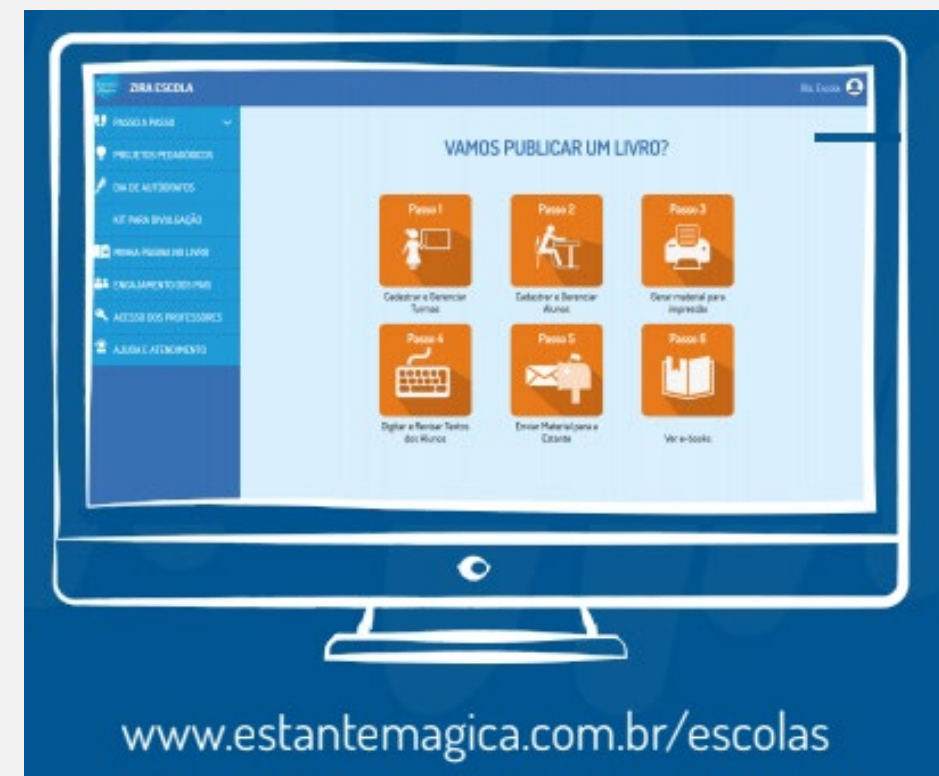 ZIRA ESCOLA
Olá, Escola
PASSO A PASSO
PROJETOS PEDAGÓGICOS
DIA DE AUTÓGRAFOS
KIT PARA DIVULGAÇÃO
MINHA PÁGINA NO LIVRO
ENGAJAMENTO DOS PAIS
ACESSO DOS PROFESSORES
AJUDA E ATENDIMENTO
VAMOS PUBLICAR UM LIVRO?
Passo 1
Cadastrar e Gerenciar
Turmas
Passo 2
Cadastrar e Gerenciar
Alunos
Passo 3
Gerar material para
impressão
Passo 4
Digitar e Revisar Textos
dos Alunos
Passo 5
Enviar Material para a
Estante
Passo 6
Ver e-books
www.estantemagica.com.br/escolas